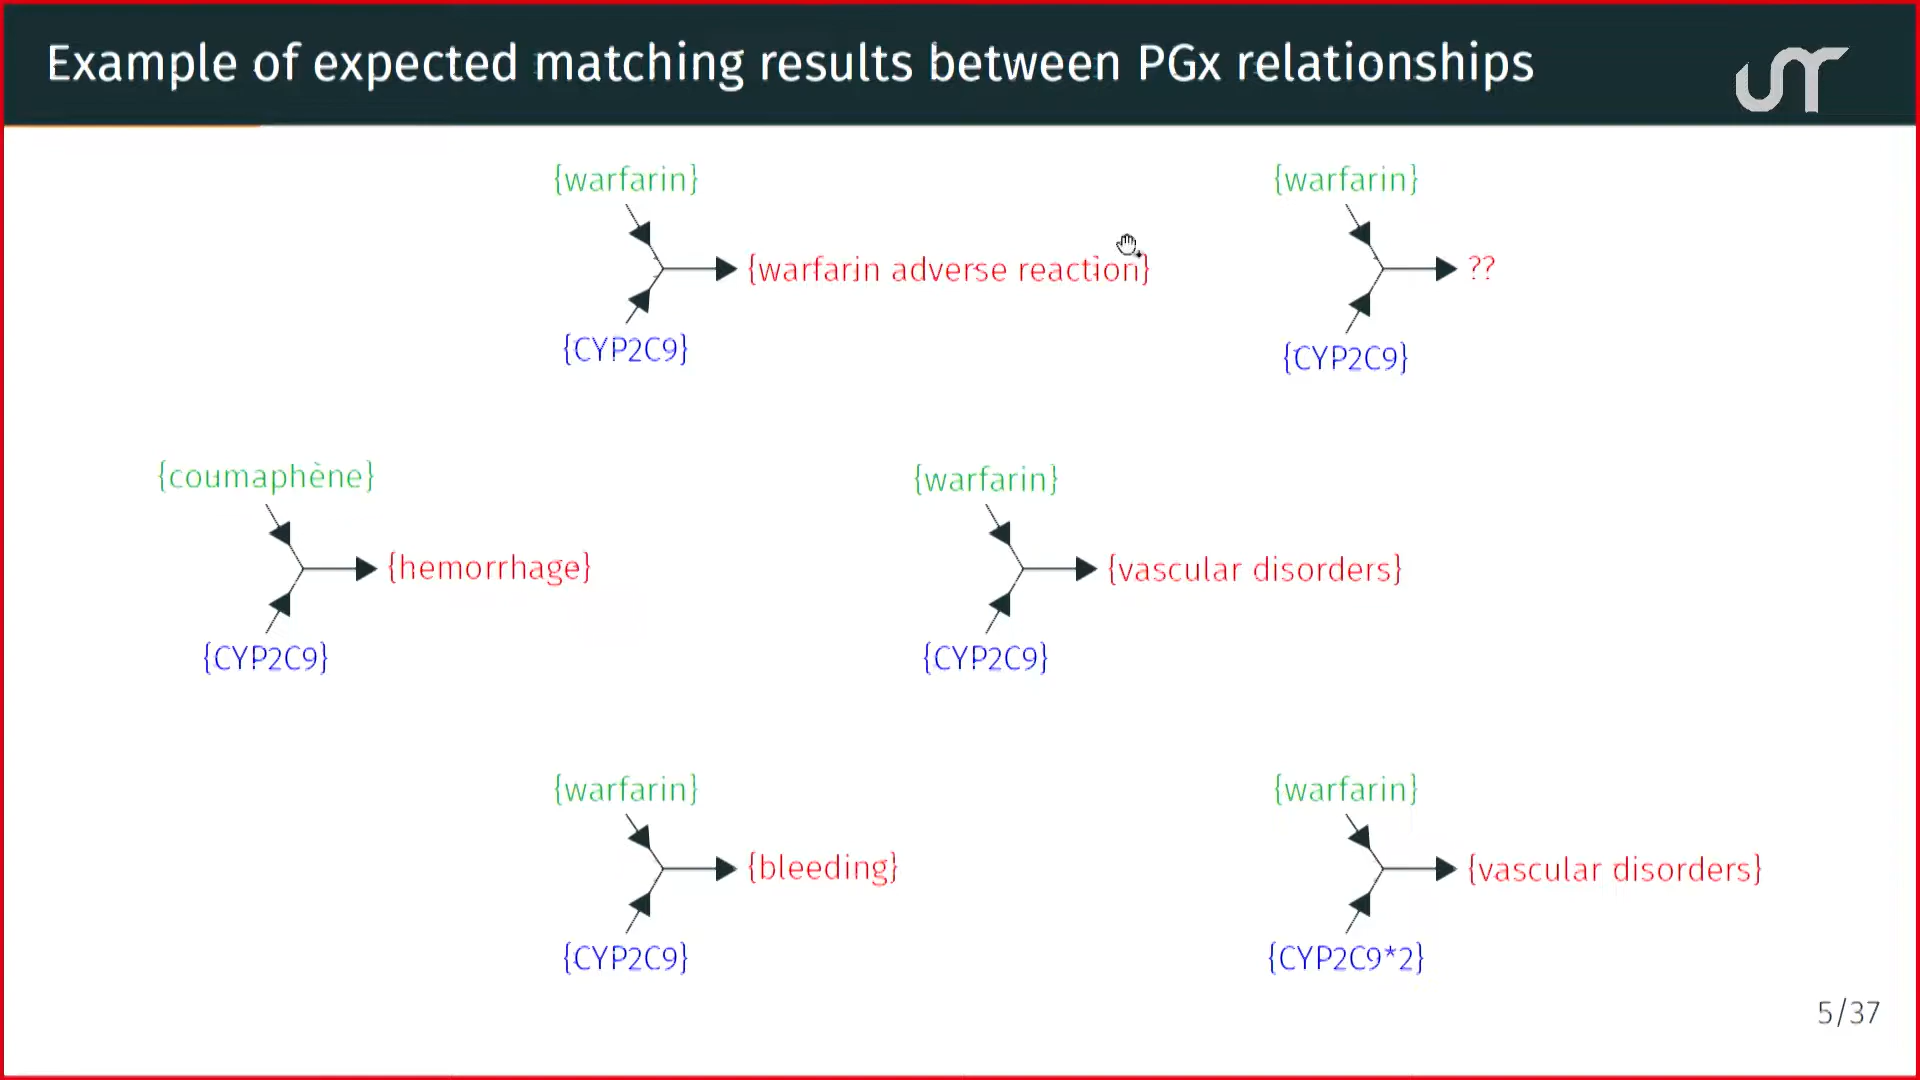 Example of expected matching results between PGx relationships
{warfarin}
{warfarin}
{warfarin adverse reaction}
??
{CYP2C9}
{CYP2C9}
{coumaphène}
{warfarin}
{hemorrhage}
{vascular disorders}
{CYP2C9}
{CYP2C9}
{warfarin}
{warfarin}
{bleeding}
{vascular disorders}
{CYP2C9}
{CYP2C9*2}
5/37